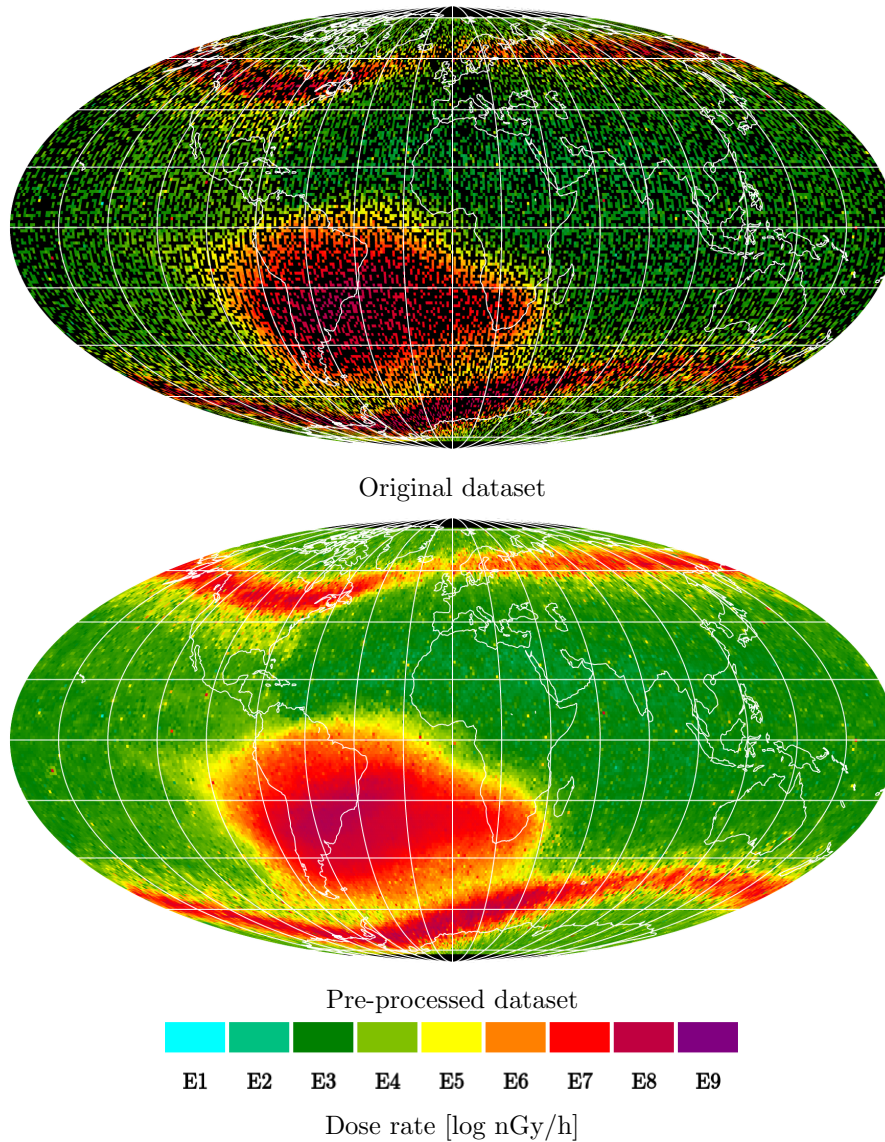 Original dataset
Pre-processed dataset
E1 E2 E3 E4 E5 E6 E7 E8 E9
Dose rate [log nGy/h]